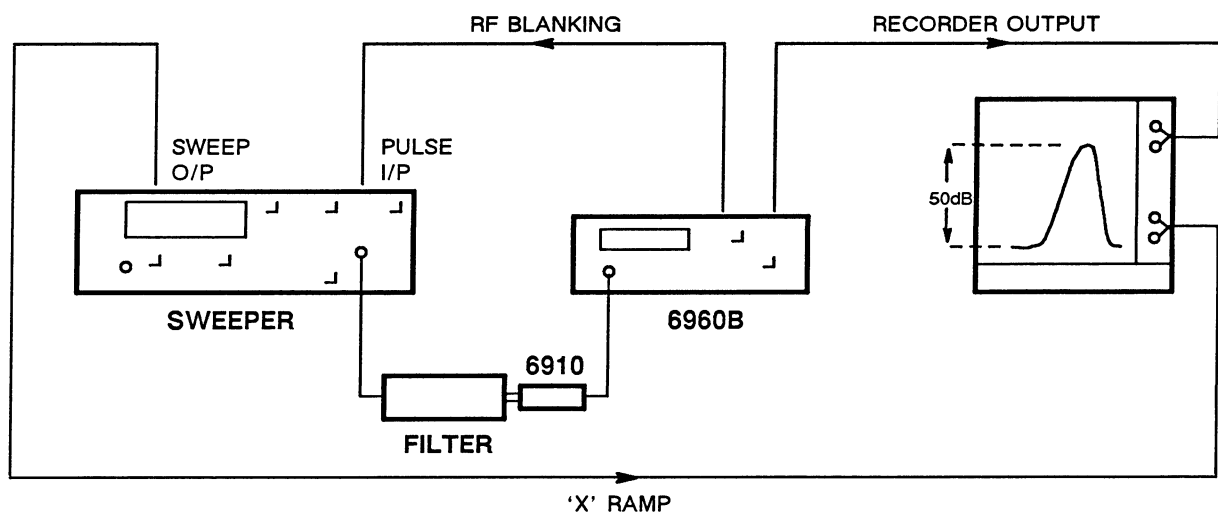 RF BLANKING
RECORDER OUTPUT
SWEEP
O/P
PULSE
I/P
50dB
SWEEPER
6960B
6910
FILTER
'X' RAMP